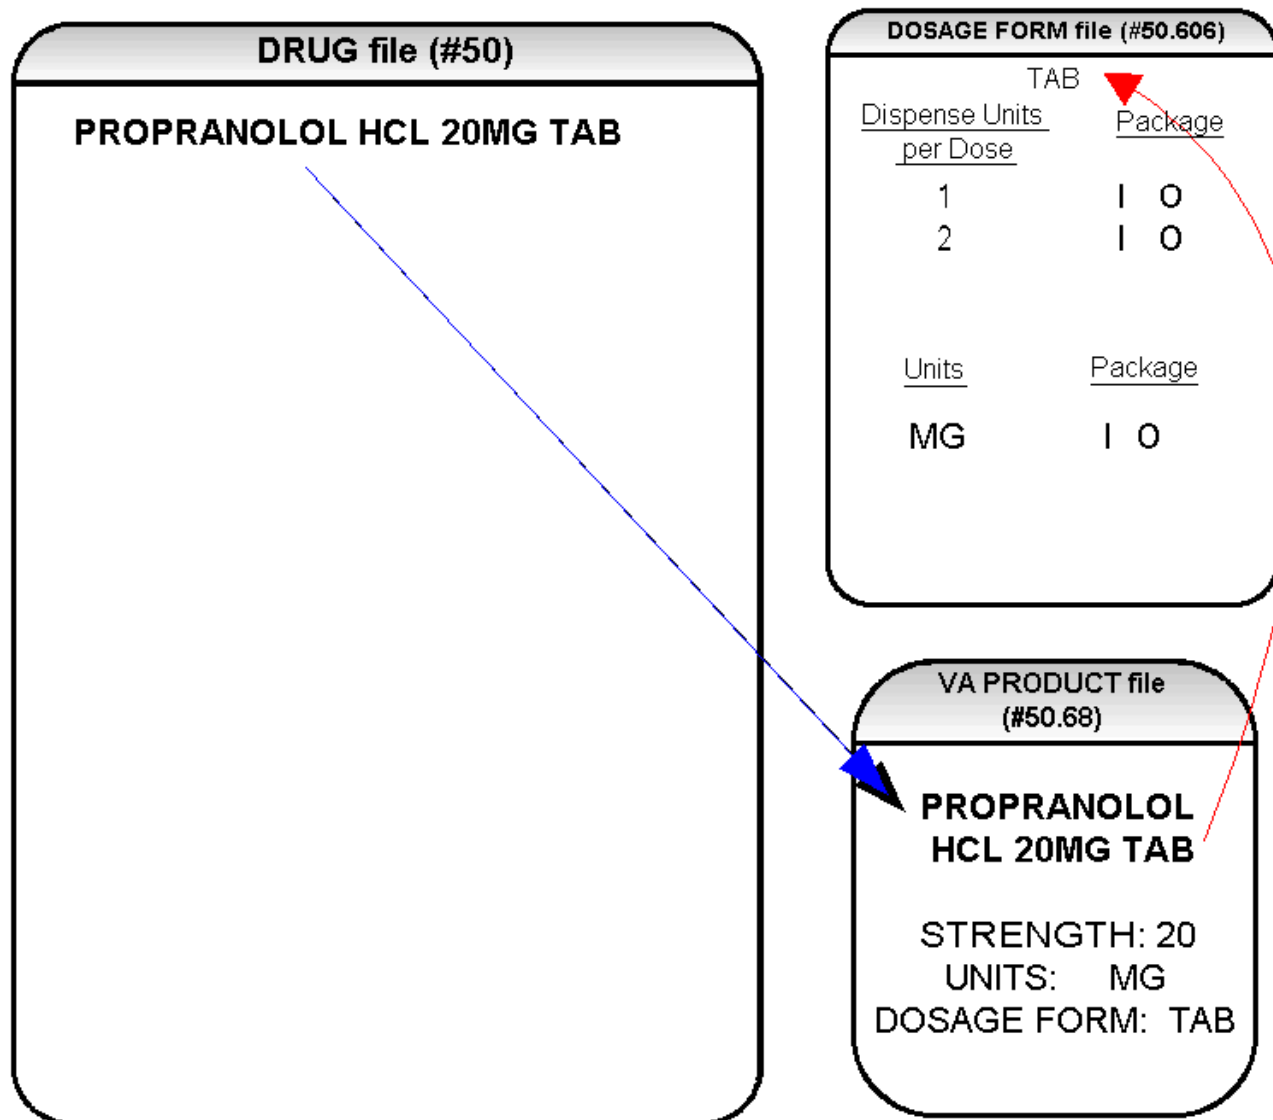 DRUG file (#50)
PROPRANOLOL HCL 20MG TAB
DOSAGE FORM file (#50.606)
TAB
Dispense Units Package
per Dose
1 I O
2 I O
Units Package
MG I O
VA PRODUCT file
(#50.68)
PROPRANOLOL
HCL 20MG TAB
STRENGTH: 20
UNITS: MG
DOSAGE FORM: TAB